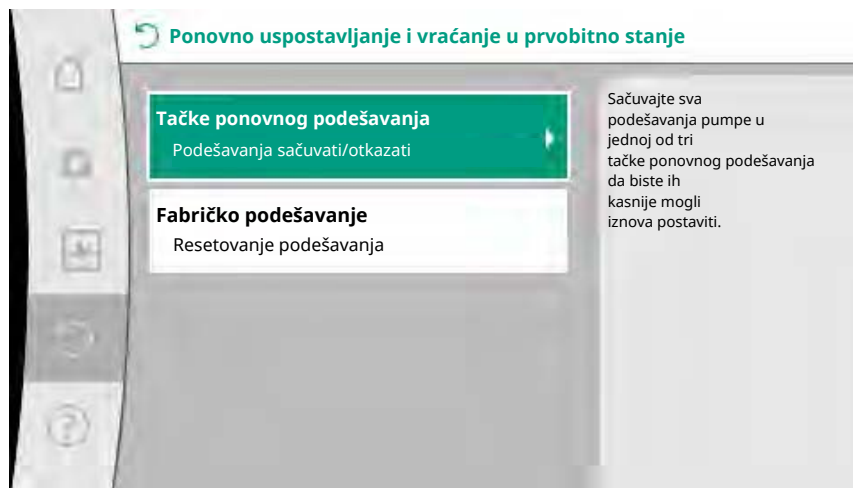 Ponovno uspostavljanje i vraćanje u prvobitno stanje
Tačke ponovnog podešavanja
Podešavanja sačuvati/otkazati
Fabričko podešavanje
Resetovanje podešavanja
Sačuvajte sva
podešavanja pumpe u
jednoj od tri
tačke ponovnog podešavanja
da biste ih
kasnije mogli
iznova postaviti.